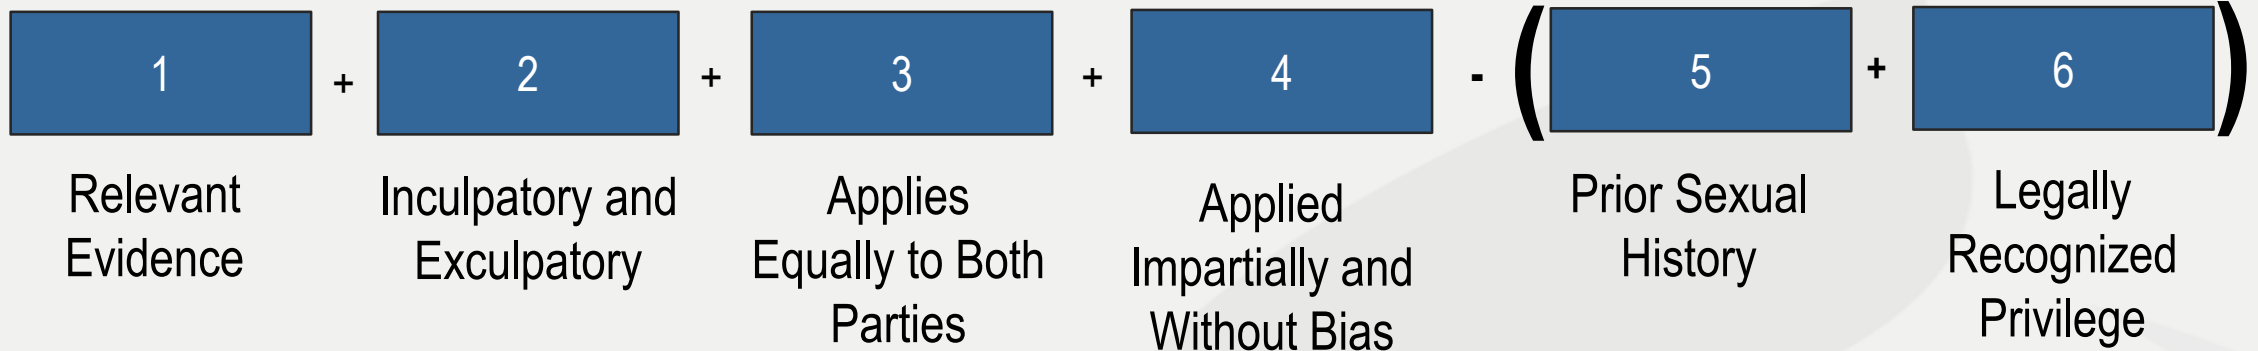 1 + 2 + 3 + 4 - ( 5 + 6 )
Relevant
Evidence
Inculpatory and
Exculpatory
Applies
Equally to Both
Parties
Applied
Impartially and
Without Bias
Prior Sexual
History
Legally
Recognized
Privilege